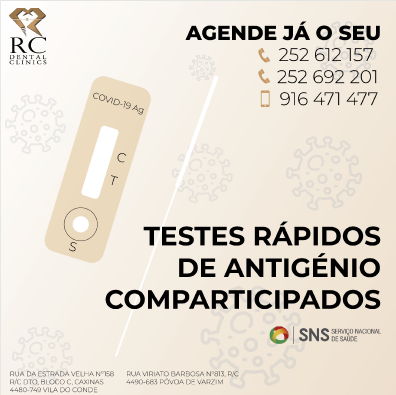 RC
DENTAL
CLINICS
AGENDE JÁ O SEU
252 612 157
252 692 201
916 471 477
COVID-19 Ag
C
T
S
TESTES RÁPIDOS
DE ANTIGÉNIO
COMPARTICIPADOS
SNS SERVIÇO NACIONAL
DE SAÚDE
RUA DA ESTRADA VELHA Nº158
R/C DTO, BLOCO C, CAXINAS
4480-749 VILA DO CONDE
RUA VIRIATO BARBOSA Nº813, R/C
4490-683 PÓVOA DE VARZIM